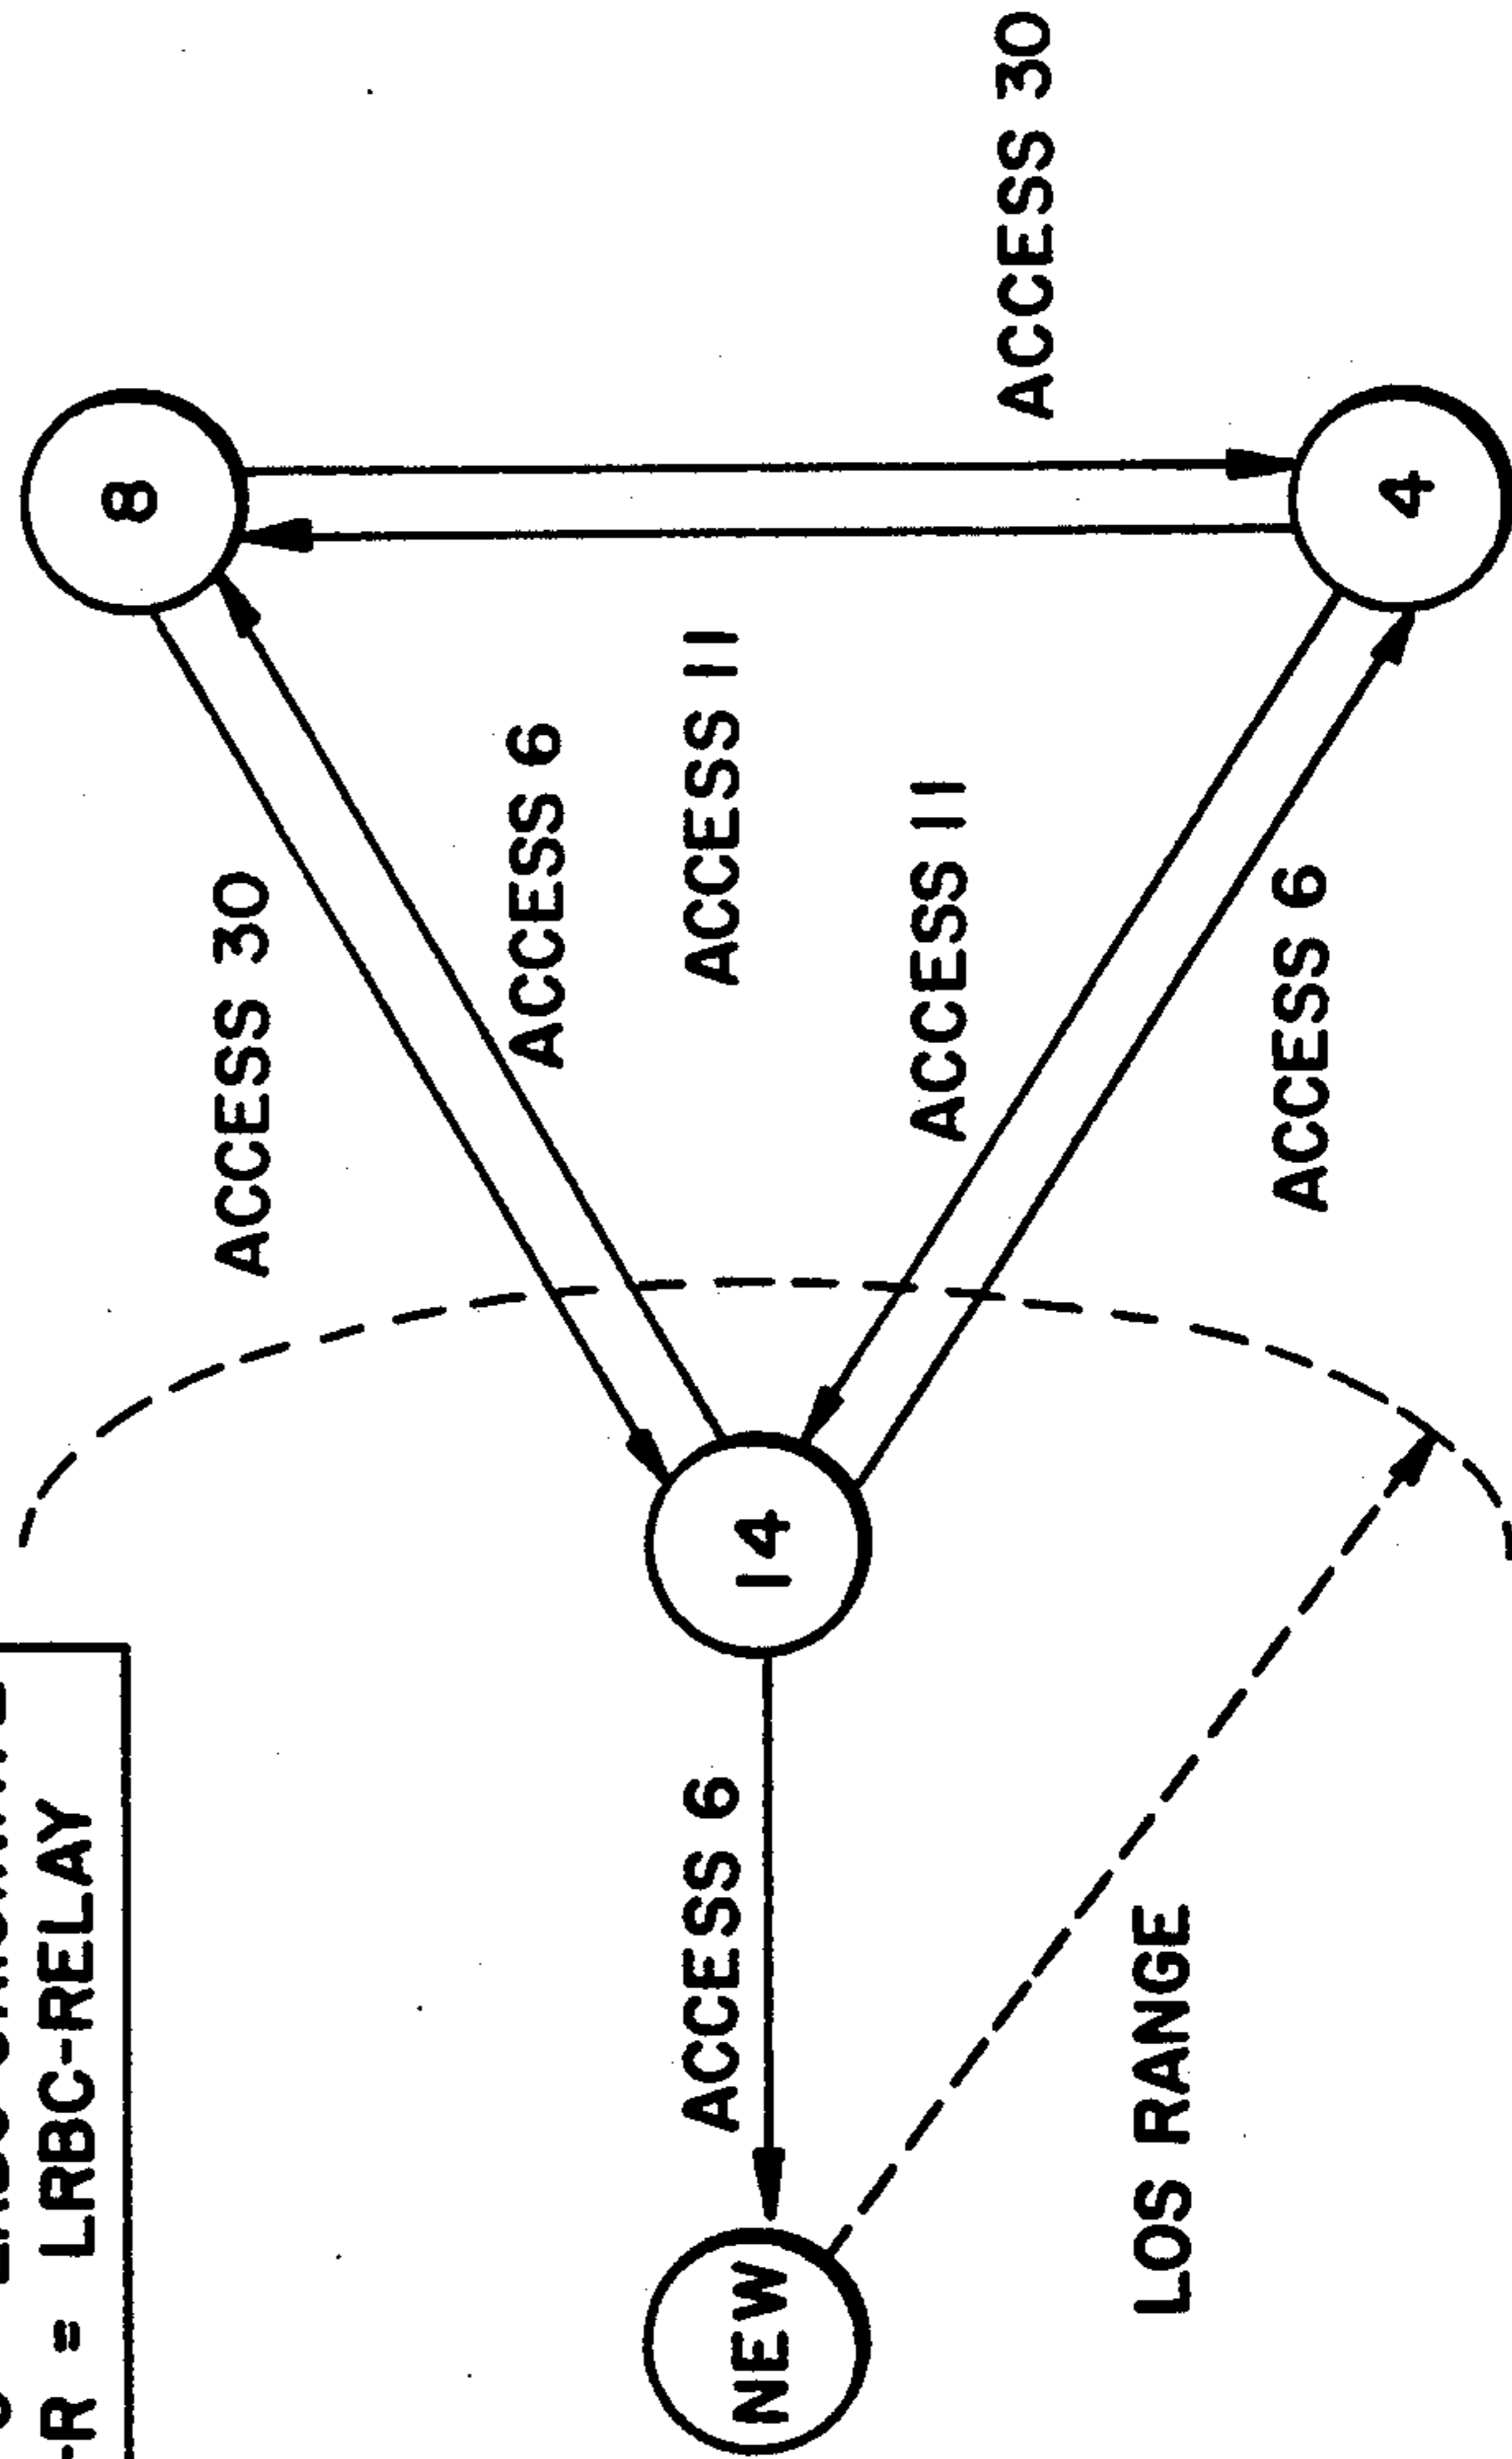 -R = LRBC-RELAY
ACCESS 30
8
ACCESS 6
NEW
ACCESS 6
14
ACCESS 11
ACCESS 11
ACCESS 30
LOS RANGE
ACCESS 6
4